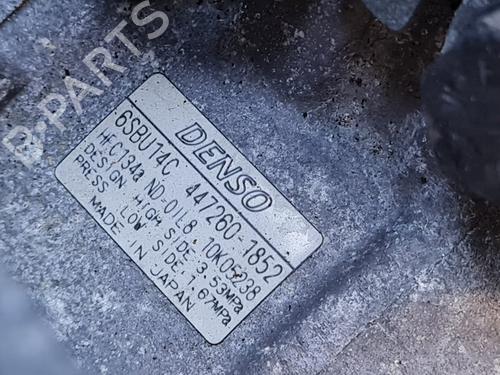 B-PARTS
DENSO
6SBU14C 447260-1852
HFC134a ND-OIL8 10K05238
DESIGN HIGH SIDE 3.53MPa
PRESS LOW SIDE 1.67MPa
MADE IN JAPAN